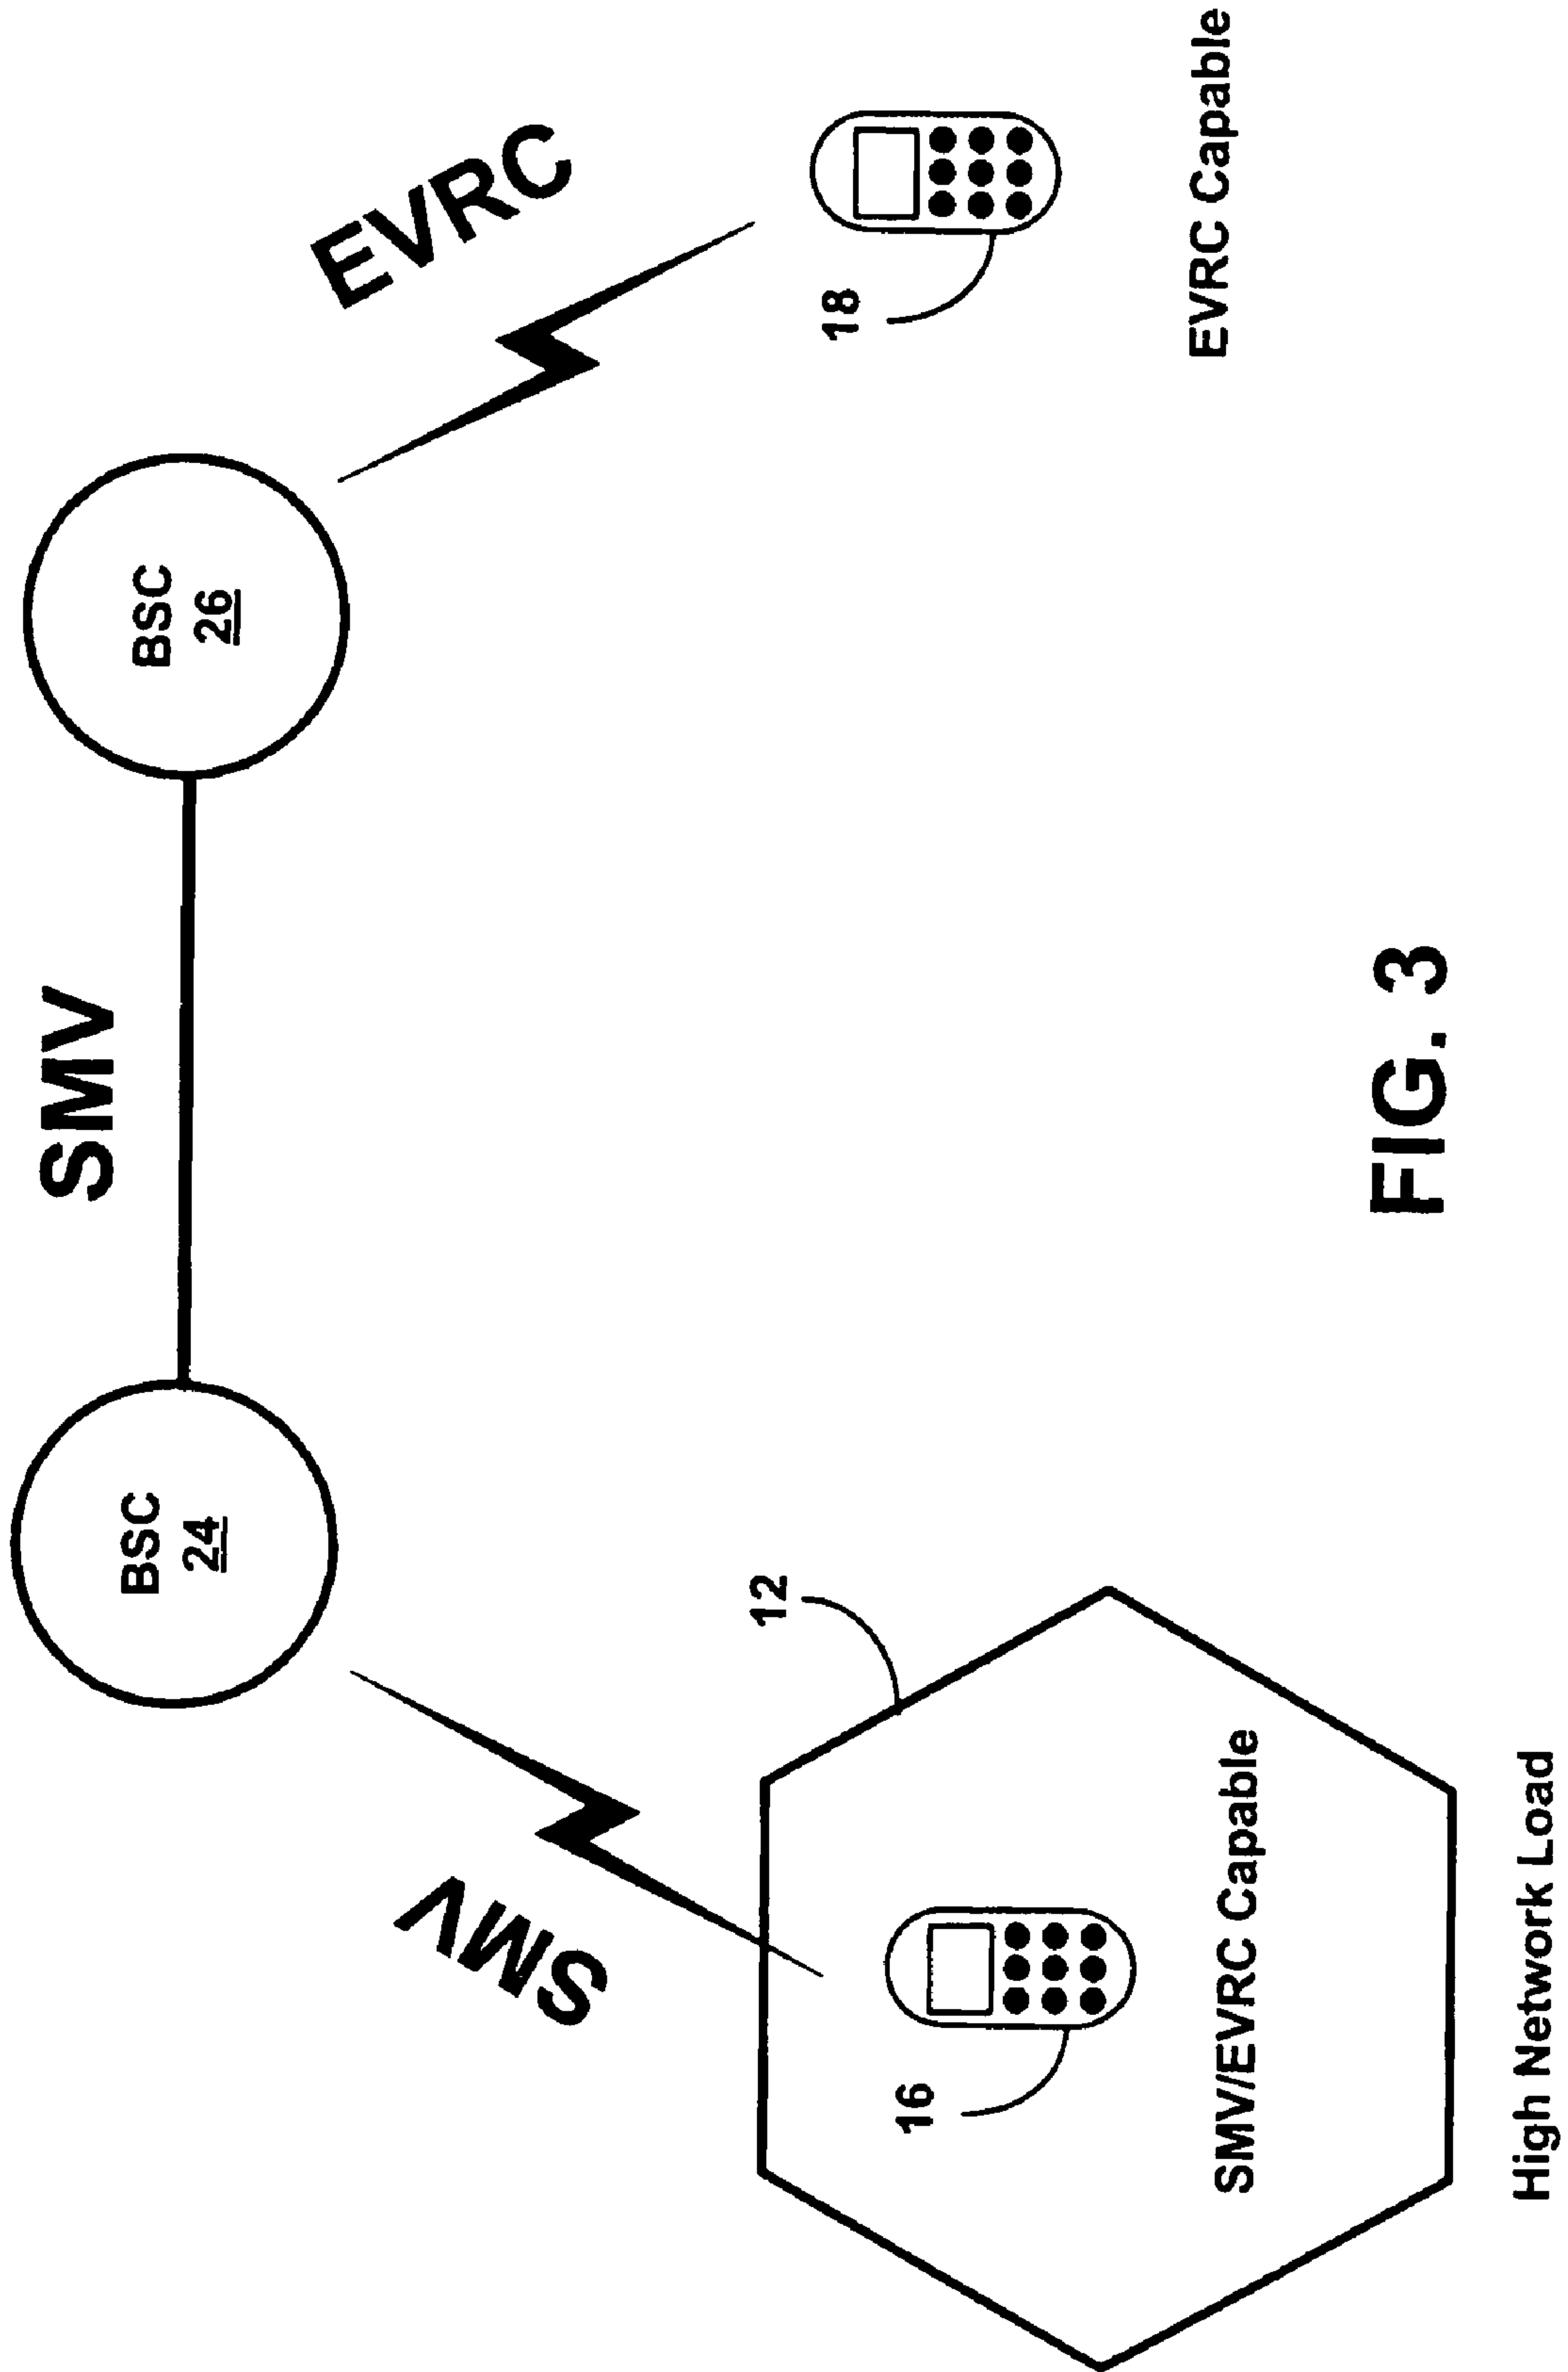 SMV
BSC
24
BSC
26
SMV
EVRC
12
16
18
SMV/EVRC Capable
EVRC Capable
High Network Load
FIG. 3